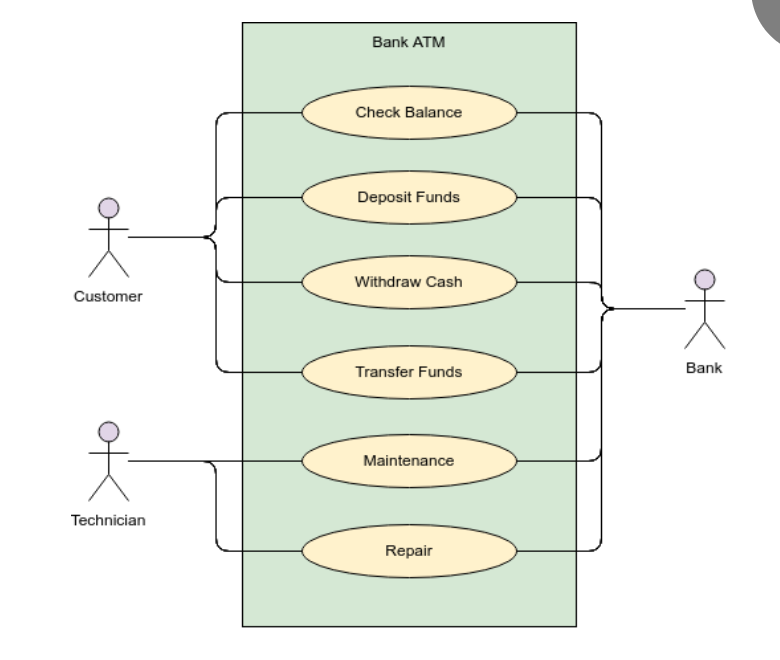 Bank ATM
Check Balance
Deposit Funds
Withdraw Cash
Customer
Transfer Funds
Bank
Maintenance
Technician
Repair